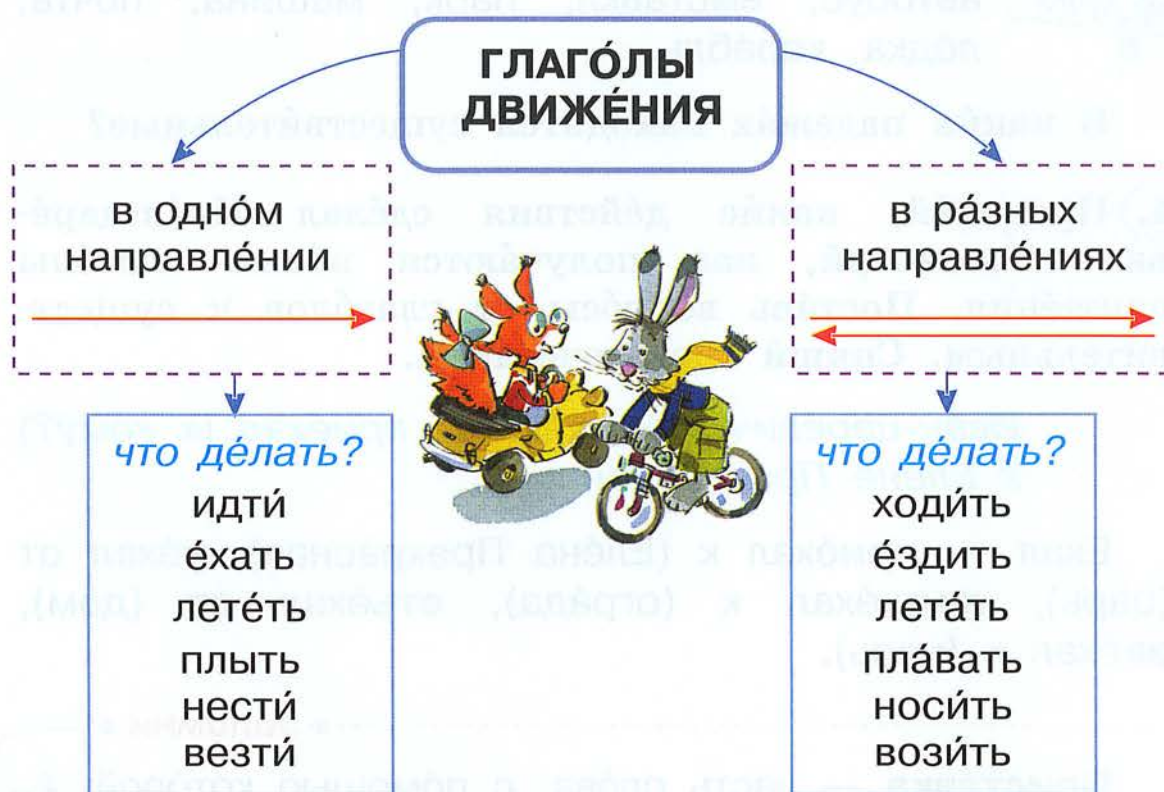 ГЛАГО́ЛЫ
ДВИЖЕ́НИЯ
в одно́м
направле́нии
что де́лать?
идти́
е́хать
лете́ть
плыть
нести́
везти́
в ра́зных
направле́ниях
что де́лать?
ходи́ть
е́здить
лета́ть
пла́вать
носи́ть
вози́ть